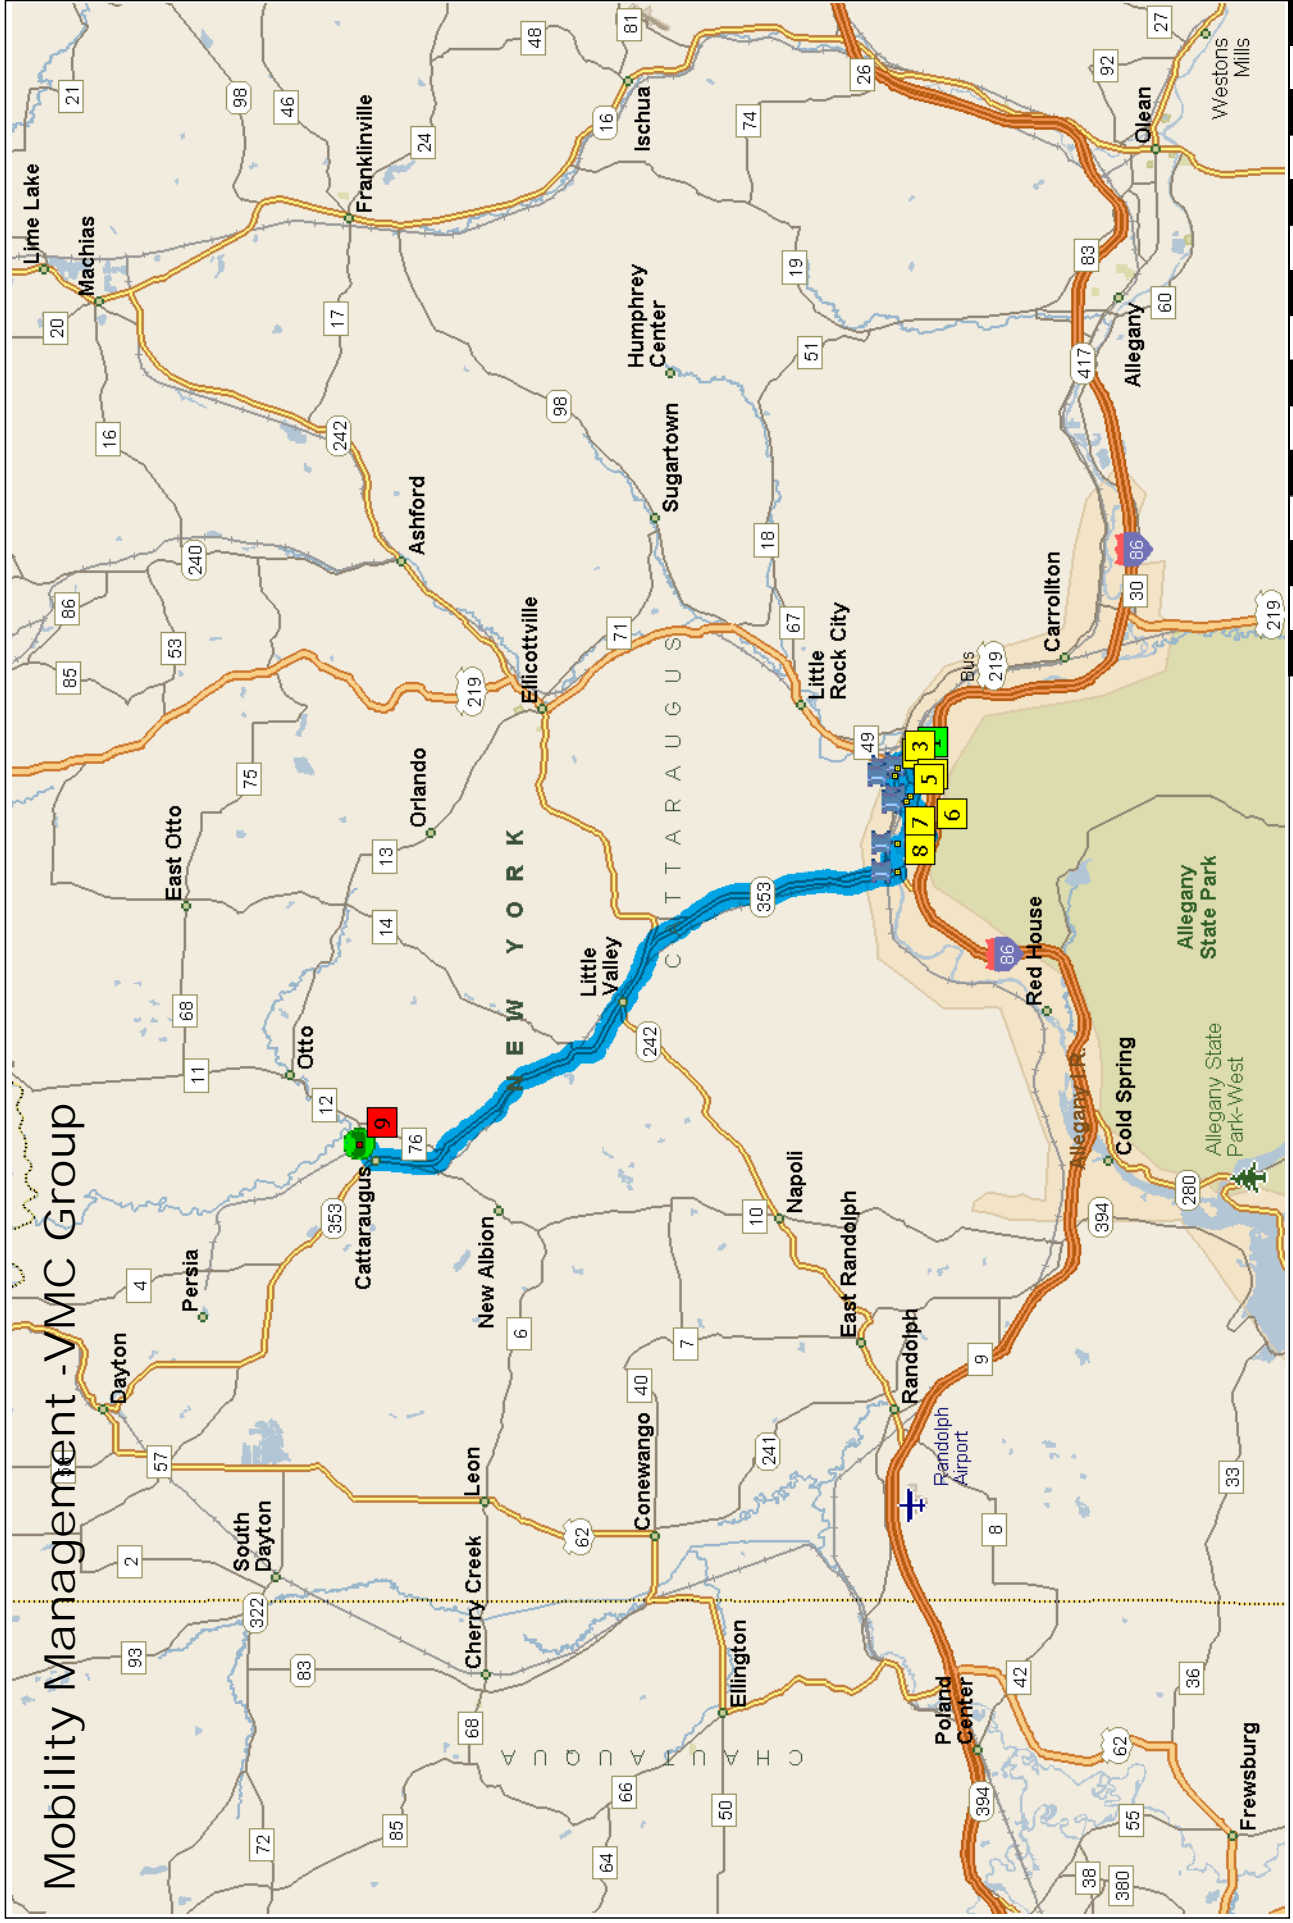 Mobility Management - VMC Group
Lime Lake
20
Machias
21
85
86
16
Dayton
4
2
93
57
53
East Otto
68
11
Persia
240
98
South
Dayton
322
72
75
46
83
Otto
12
17
242
353
Franklinville
Cattaraugus
9
13
14
85
76
Orlando
Ashford
24
68
Cherry Creek
Leon
219
New Albion
6
NEW YORK
CHAUTAUQUA
Ellicottville
48
98
62
Little
Valley
16
64
71
66
81
Conewango
40
242
Humphrey
Center
Ischua
CATTARAUGUS
Sugartown
7
50
Ellington
10
74
353
18
241
Napoli
67
19
51
Little
Rock City
East Randolph
26
49
Randolph
3
1
5
7
8
6
Randolph
Airport
Poland
Center
394
9
8
Bus
219
86
42
Red House
Carrollton
Allegany I.R.
417
83
38
394
92
Cold Spring
380
62
55
30
86
Allegany
Olean
27
60
280
36
Allegany
State Park
Allegany State
Park-West
Westons
Mills
33
Frewsburg
219